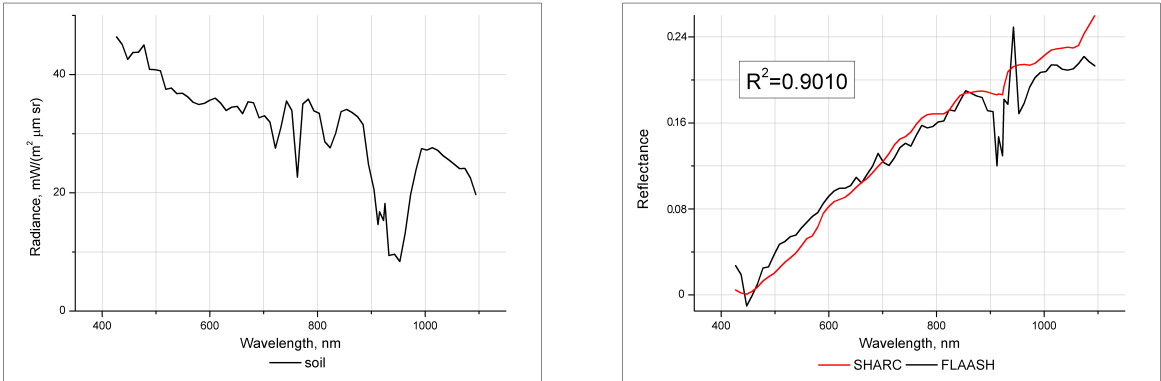 40
20
0
400
600
800
1000
Radiance, mW/(m² µm sr)
Wavelength, nm
soil
0.24
0.16
0.08
0
400
600
800
1000
Reflectance
R²=0.9010
Wavelength, nm
SHARC FLAASH